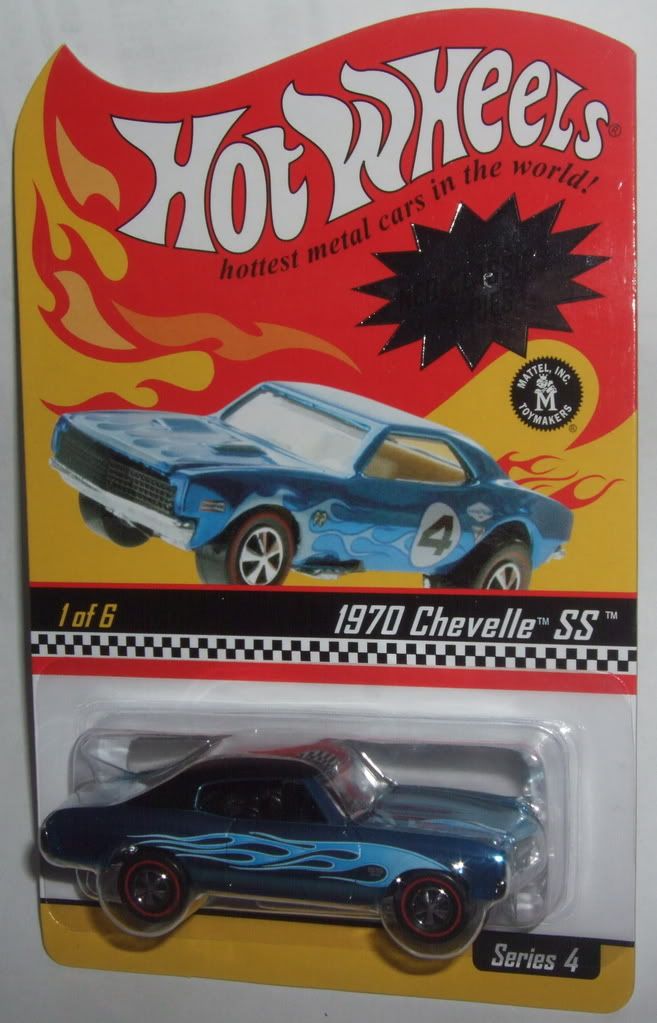 Hot Wheels®
hottest metal cars in the world!
MATTEL, INC.
M
TOYMAKERS
®
4
1 of 6
1970 Chevelle™ SS™
Series 4